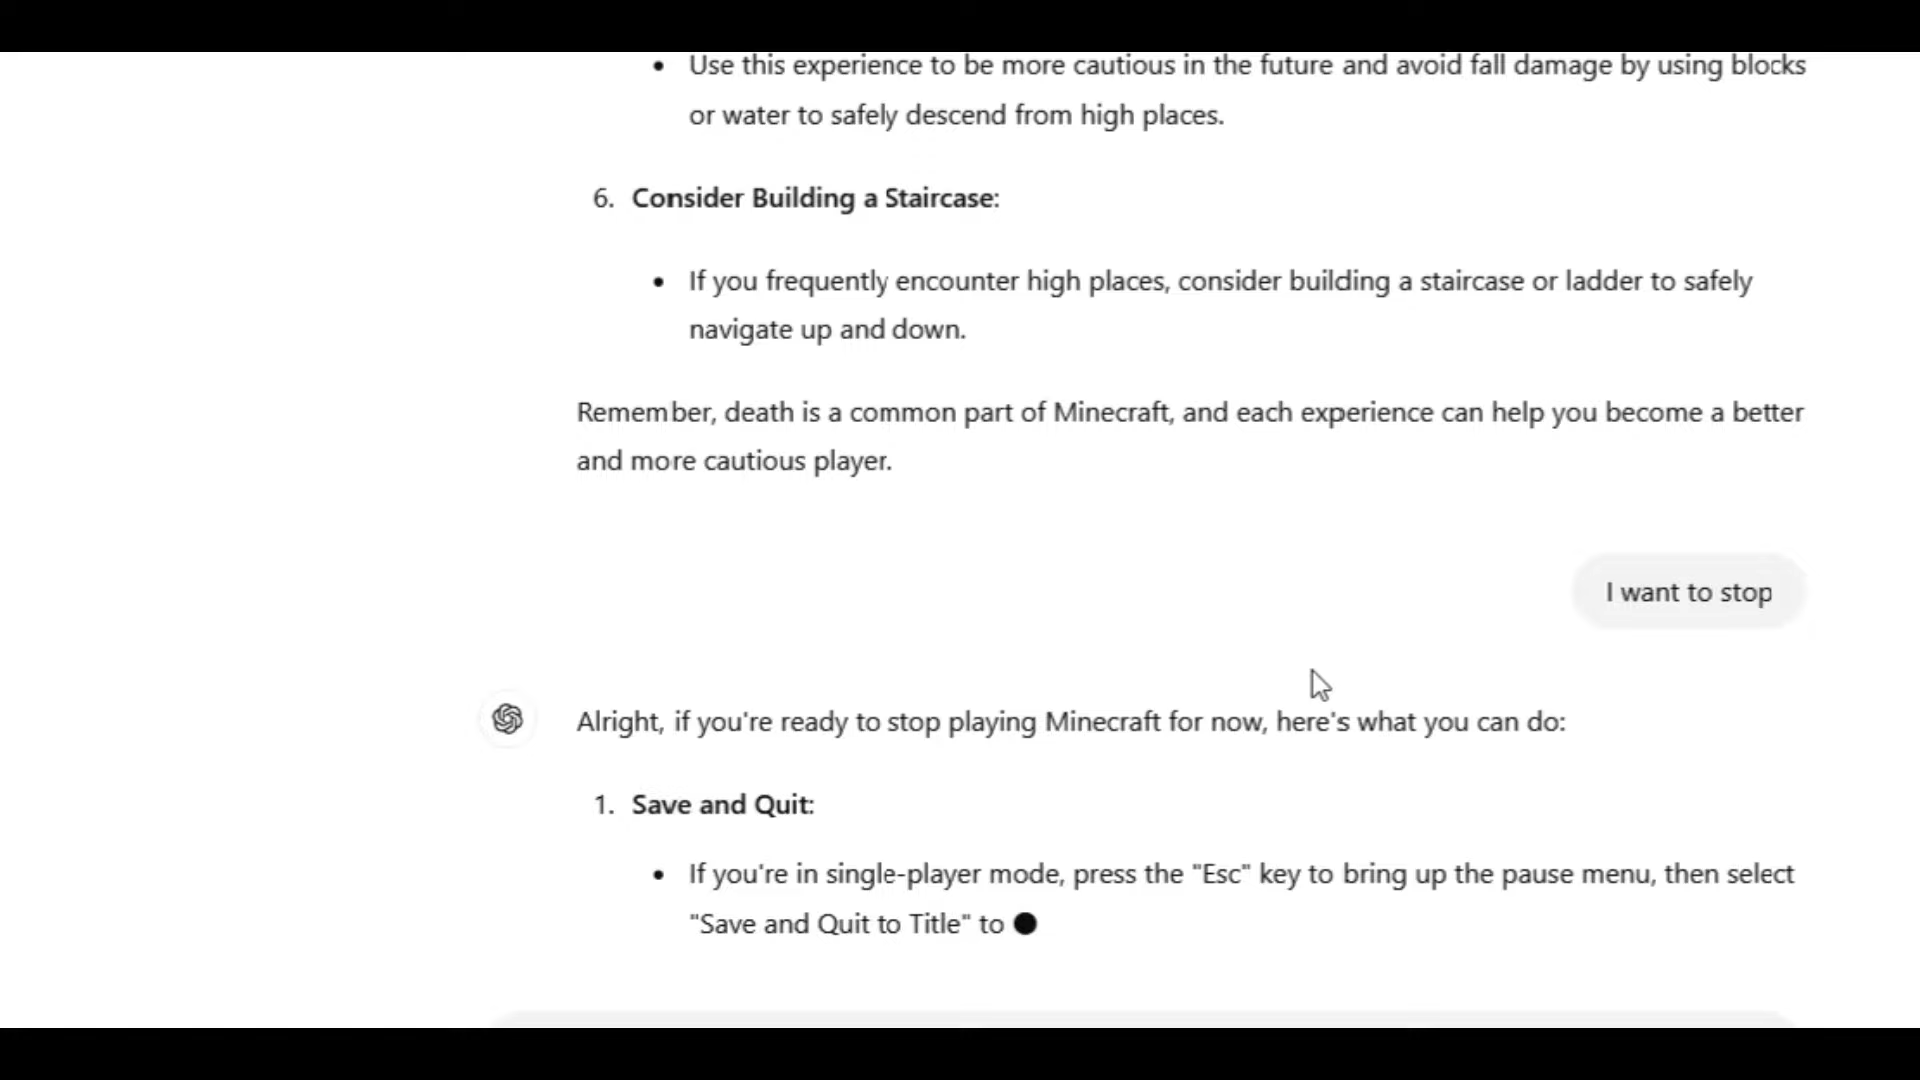 Use this experience to be more cautious in the future and avoid fall damage by using blocks
or water to safely descend from high places.
6. Consider Building a Staircase:
If you frequently encounter high places, consider building a staircase or ladder to safely
navigate up and down.
Remember, death is a common part of Minecraft, and each experience can help you become a better
and more cautious player.
I want to stop
Alright, if you're ready to stop playing Minecraft for now, here's what you can do:
1. Save and Quit:
If you're in single-player mode, press the "Esc" key to bring up the pause menu, then select
"Save and Quit to Title" to